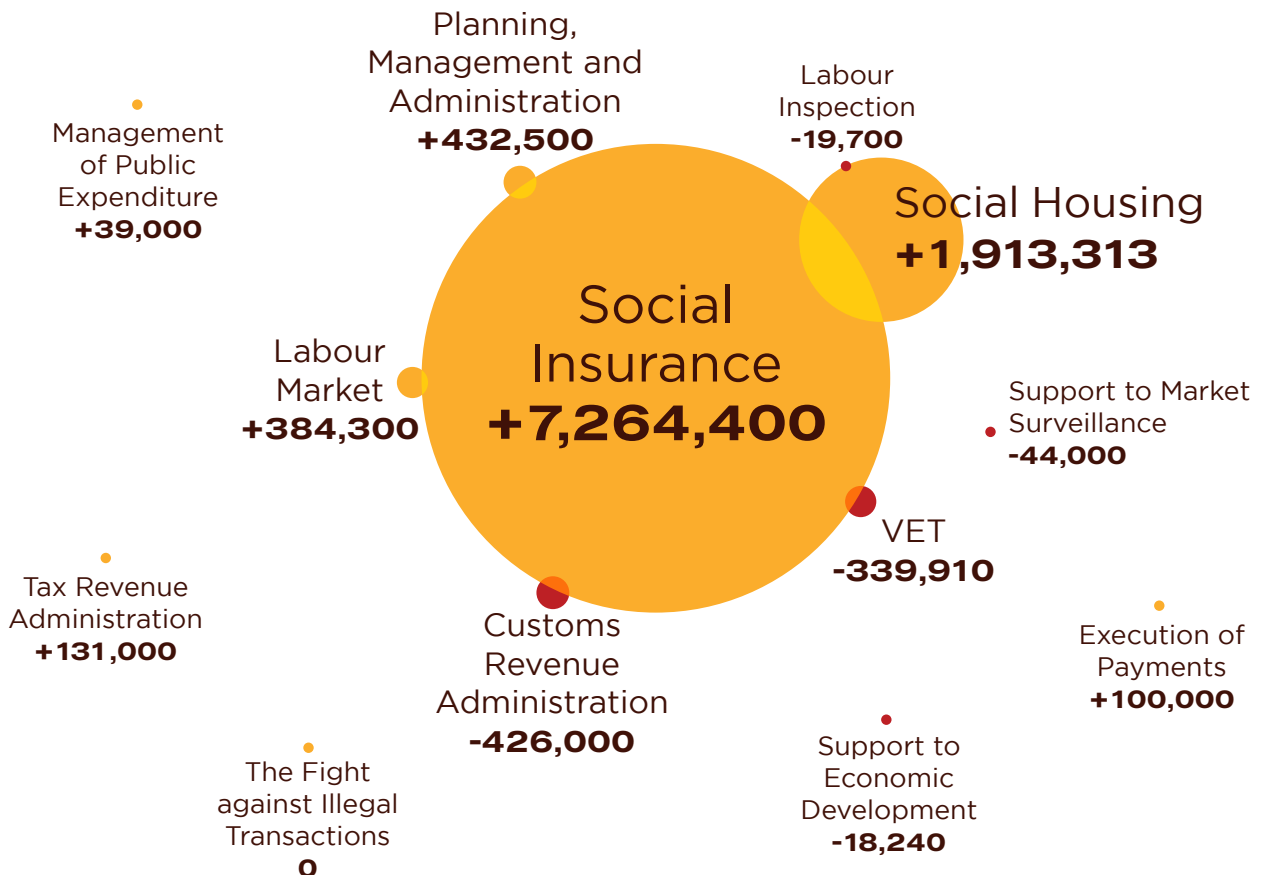 Planning,
Management and
Administration
+432,500
Labour
Inspection
-19,700
Management
of Public
Expenditure
+39,000
Social Housing
+1,913,313
Social
Insurance
+7,264,400
Labour
Market
+384,300
Support to Market
Surveillance
-44,000
VET
-339,910
Tax Revenue
Administration
+131,000
Customs
Revenue
Administration
-426,000
Execution of
Payments
+100,000
The Fight
against Illegal
Transactions
0
Support to
Economic
Development
-18,240